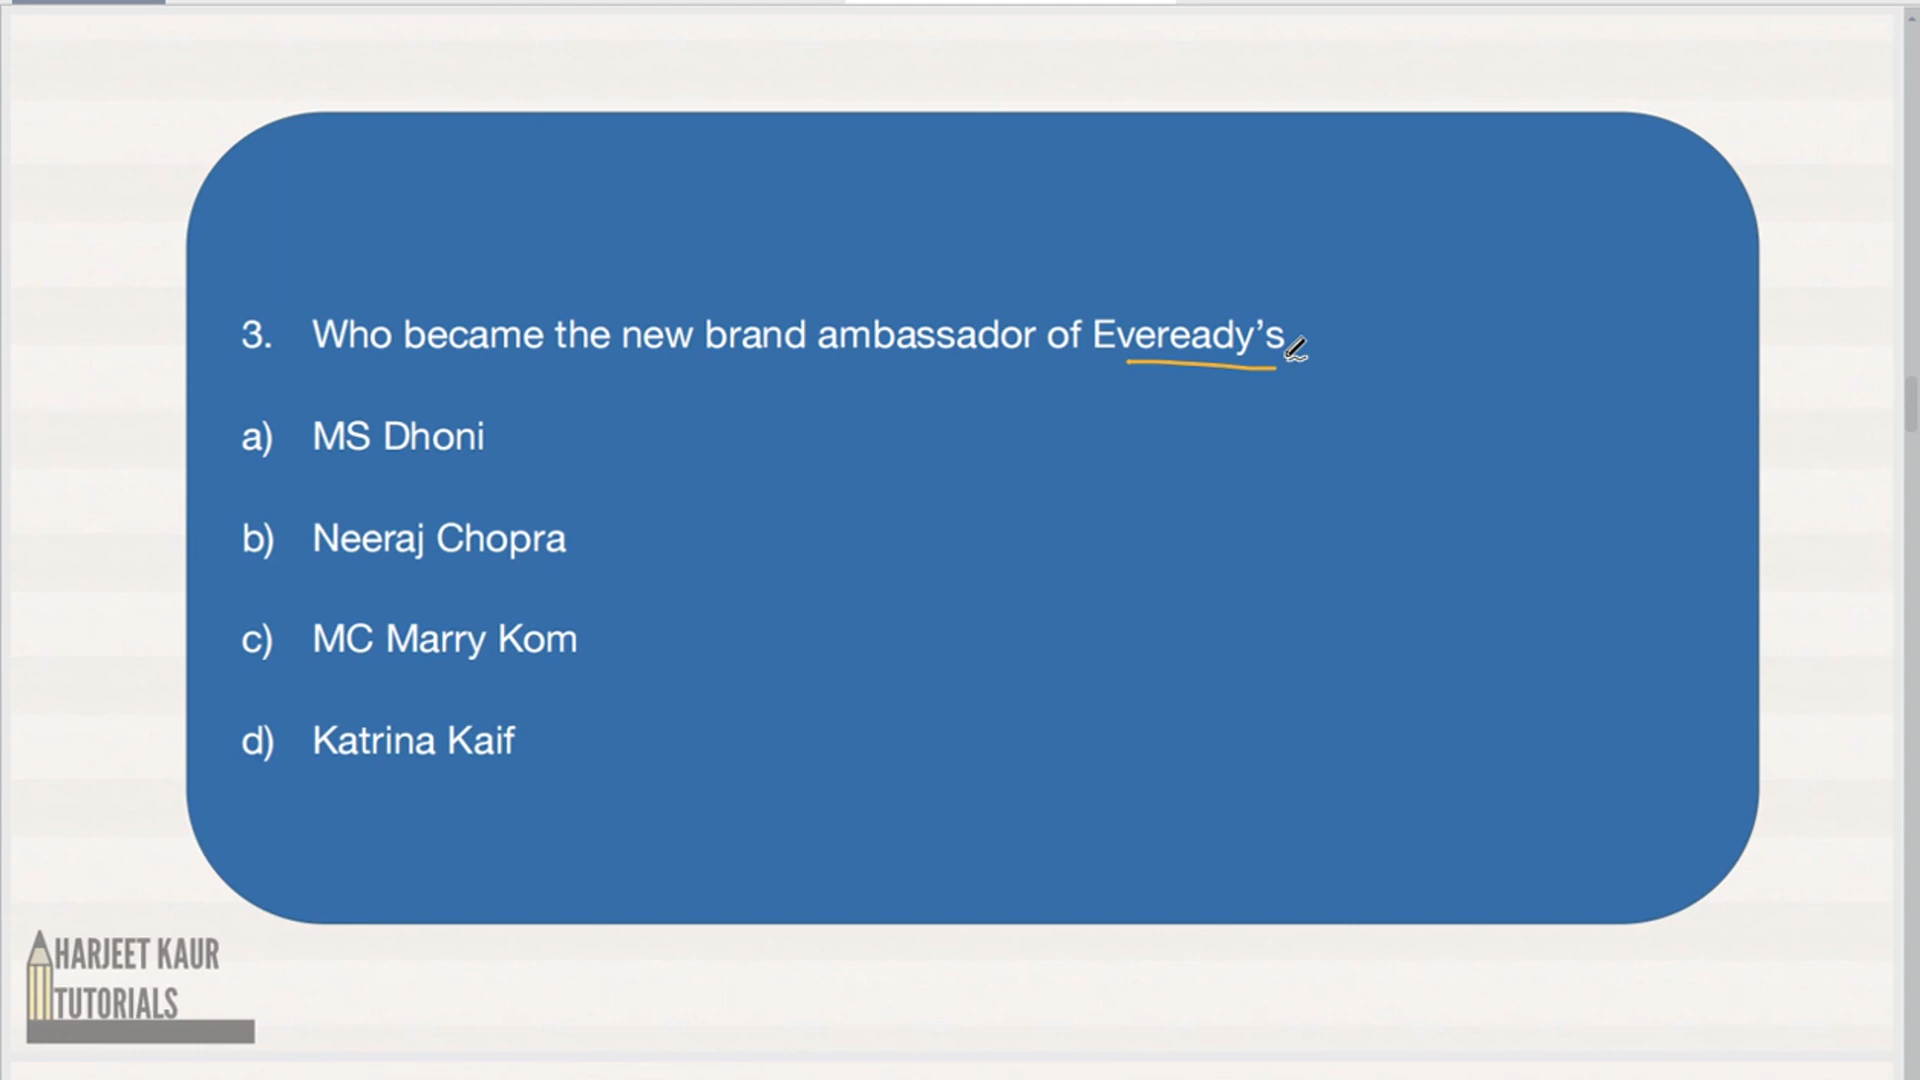 3. Who became the new brand ambassador of Eveready’s
a) MS Dhoni
b) Neeraj Chopra
c) MC Marry Kom
d) Katrina Kaif
HARJEET KAUR
TUTORIALS